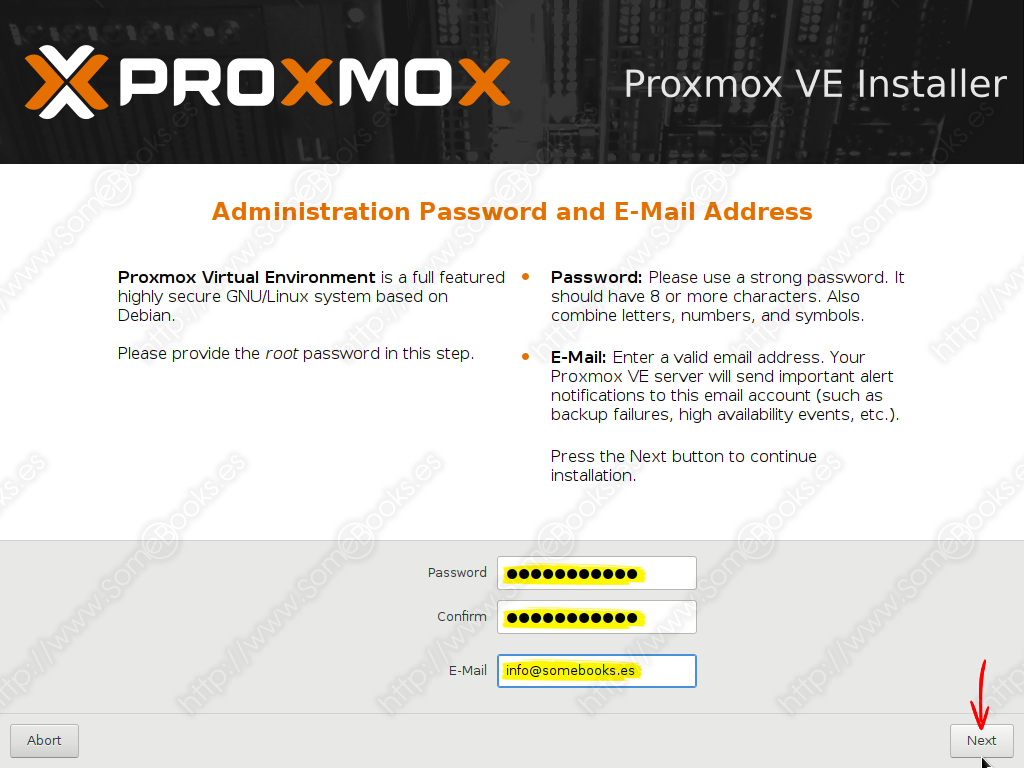 PROXMOX
Proxmox VE Installer
Administration Password and E-Mail Address
Proxmox Virtual Environment is a full featured
highly secure GNU/Linux system based on
Debian.
Please provide the root password in this step.
• Password: Please use a strong password. It
should have 8 or more characters. Also
combine letters, numbers, and symbols.
• E-Mail: Enter a valid email address. Your
Proxmox VE server will send important alert
notifications to this email account (such as
backup failures, high availability events, etc.).
Press the Next button to continue
installation.
Password ●●●●●●●●●●●
Confirm ●●●●●●●●●●●
E-Mail info@somebooks.es
Abort
Next
http://www.SomeBooks.es